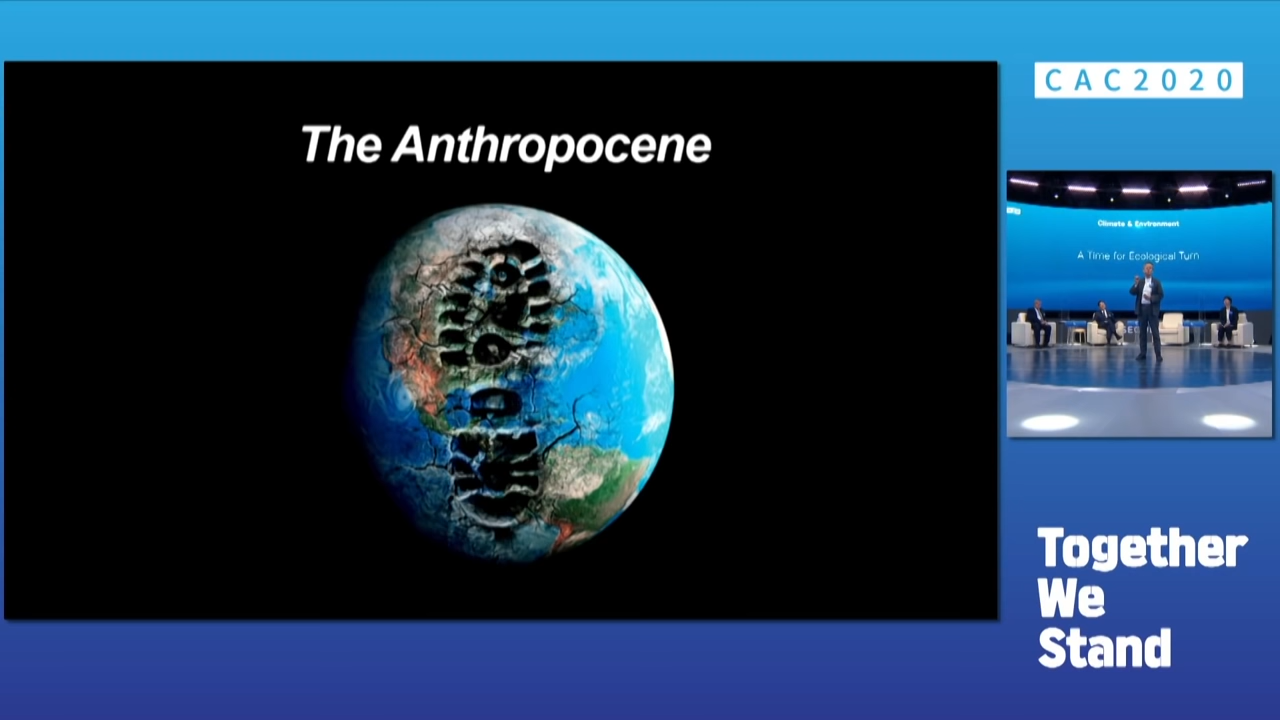 The Anthropocene
CAC2020
Climate & Environment
A Time for Ecological Turn
Together
We
Stand